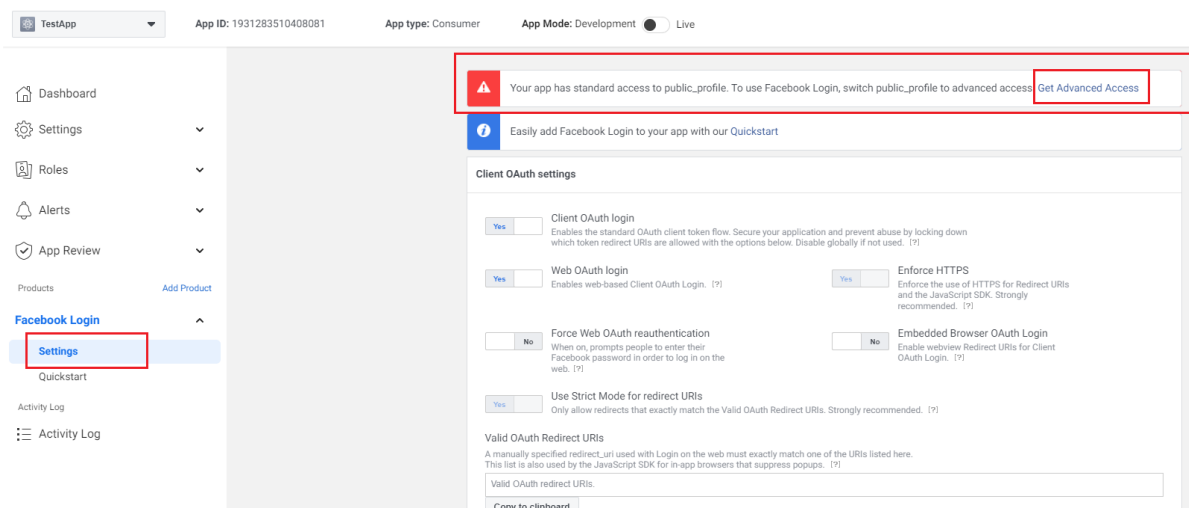 TestApp
App ID: 1931283510408081
App type: Consumer
App Mode: Development
Live
Dashboard
Settings
Roles
Alerts
App Review
Products
Add Product
Facebook Login
Settings
Quickstart
Activity Log
Activity Log
Your app has standard access to public_profile. To use Facebook Login, switch public_profile to advanced access. Get Advanced Access
Easily add Facebook Login to your app with our Quickstart
Client OAuth settings
Yes
Client OAuth login
Enables the standard OAuth client token flow. Secure your application and prevent abuse by locking down
which token redirect URIs are allowed with the options below. Disable globally if not used. [?]
Yes
Web OAuth login
Enables web-based Client OAuth Login. [?]
Yes
Enforce HTTPS
Enforce the use of HTTPS for Redirect URIs
and the JavaScript SDK. Strongly
recommended. [?]
No
Force Web OAuth reauthentication
When on, prompts people to enter their
Facebook password in order to log in on the
web. [?]
No
Embedded Browser OAuth Login
Enable webview Redirect URIs for Client
OAuth Login. [?]
Yes
Use Strict Mode for redirect URIs
Only allow redirects that exactly match the Valid OAuth Redirect URIs. Strongly recommended. [?]
Valid OAuth Redirect URIs
A manually specified redirect_uri used with Login on the web must exactly match one of the URIs listed here.
This list is also used by the JavaScript SDK for in-app browsers that suppress popups. [?]
Valid OAuth redirect URIs.
Copy to clipboard